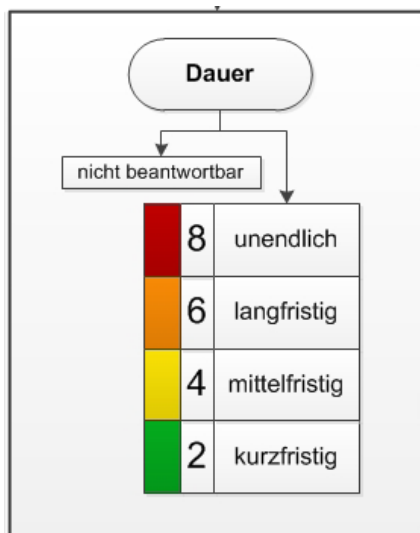 Dauer
nicht beantwortbar
8 unendlich
6 langfristig
4 mittelfristig
2 kurzfristig